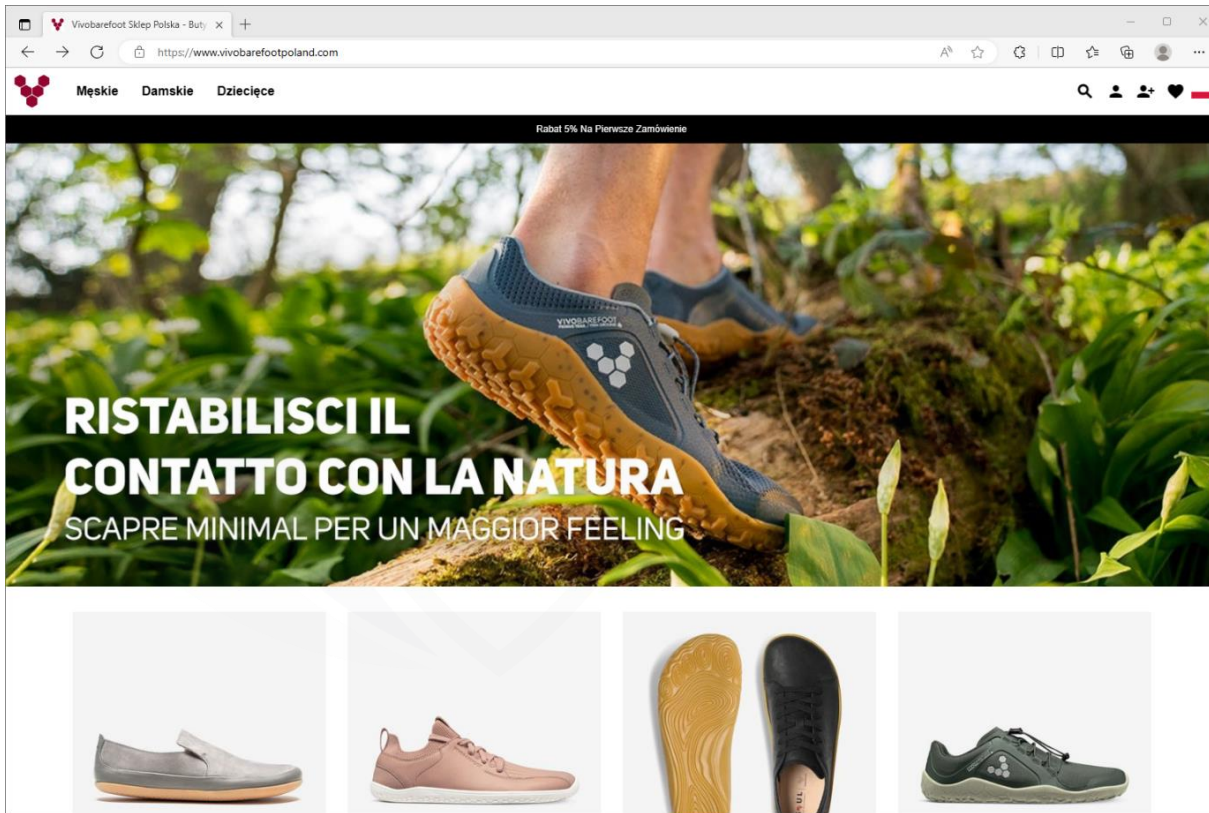 Vivobarefoot Sklep Polska - Buty
https://www.vivobarefootpoland.com
Męskie Damskie Dziecięce
Rabat 5% Na Pierwsze Zamówienie
VIVOBAREFOOT
RISTABILISCI IL
CONTATTO CON LA NATURA
SCAPRE MINIMAL PER UN MAGGIOR FEELING